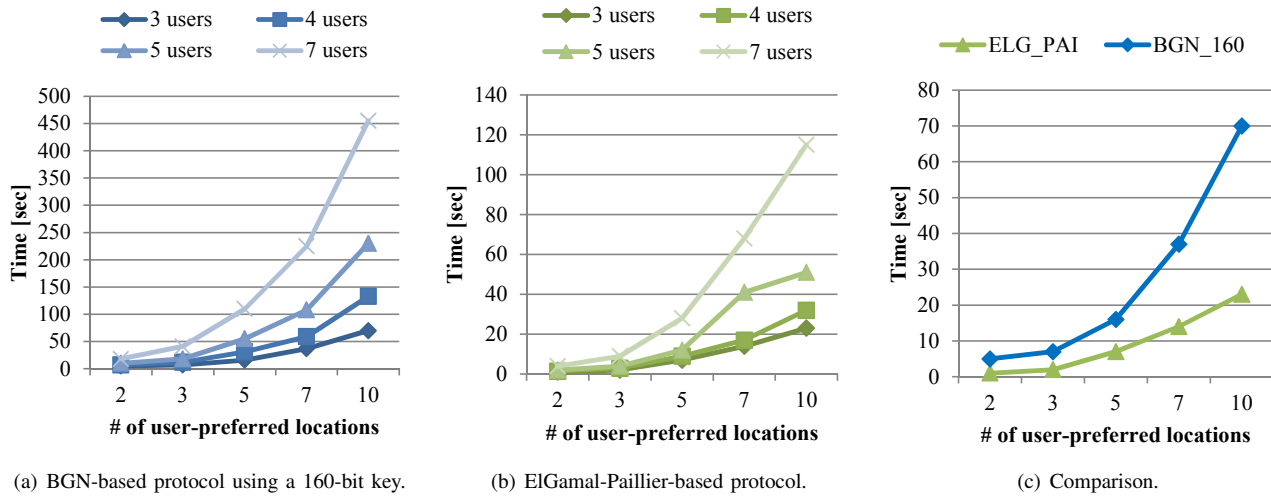 3 users 4 users
5 users 7 users
500
450
400
350
300
250
200
150
100
50
0
Time [sec]
2 3 5 7 10
# of user-preferred locations
(a) BGN-based protocol using a 160-bit key.
3 users 4 users
5 users 7 users
140
120
100
80
60
40
20
0
Time [sec]
2 3 5 7 10
# of user-preferred locations
(b) ElGamal-Paillier-based protocol.
ELG_PAI BGN_160
80
70
60
50
40
30
20
10
0
Time [sec]
2 3 5 7 10
# of user-preferred locations
(c) Comparison.